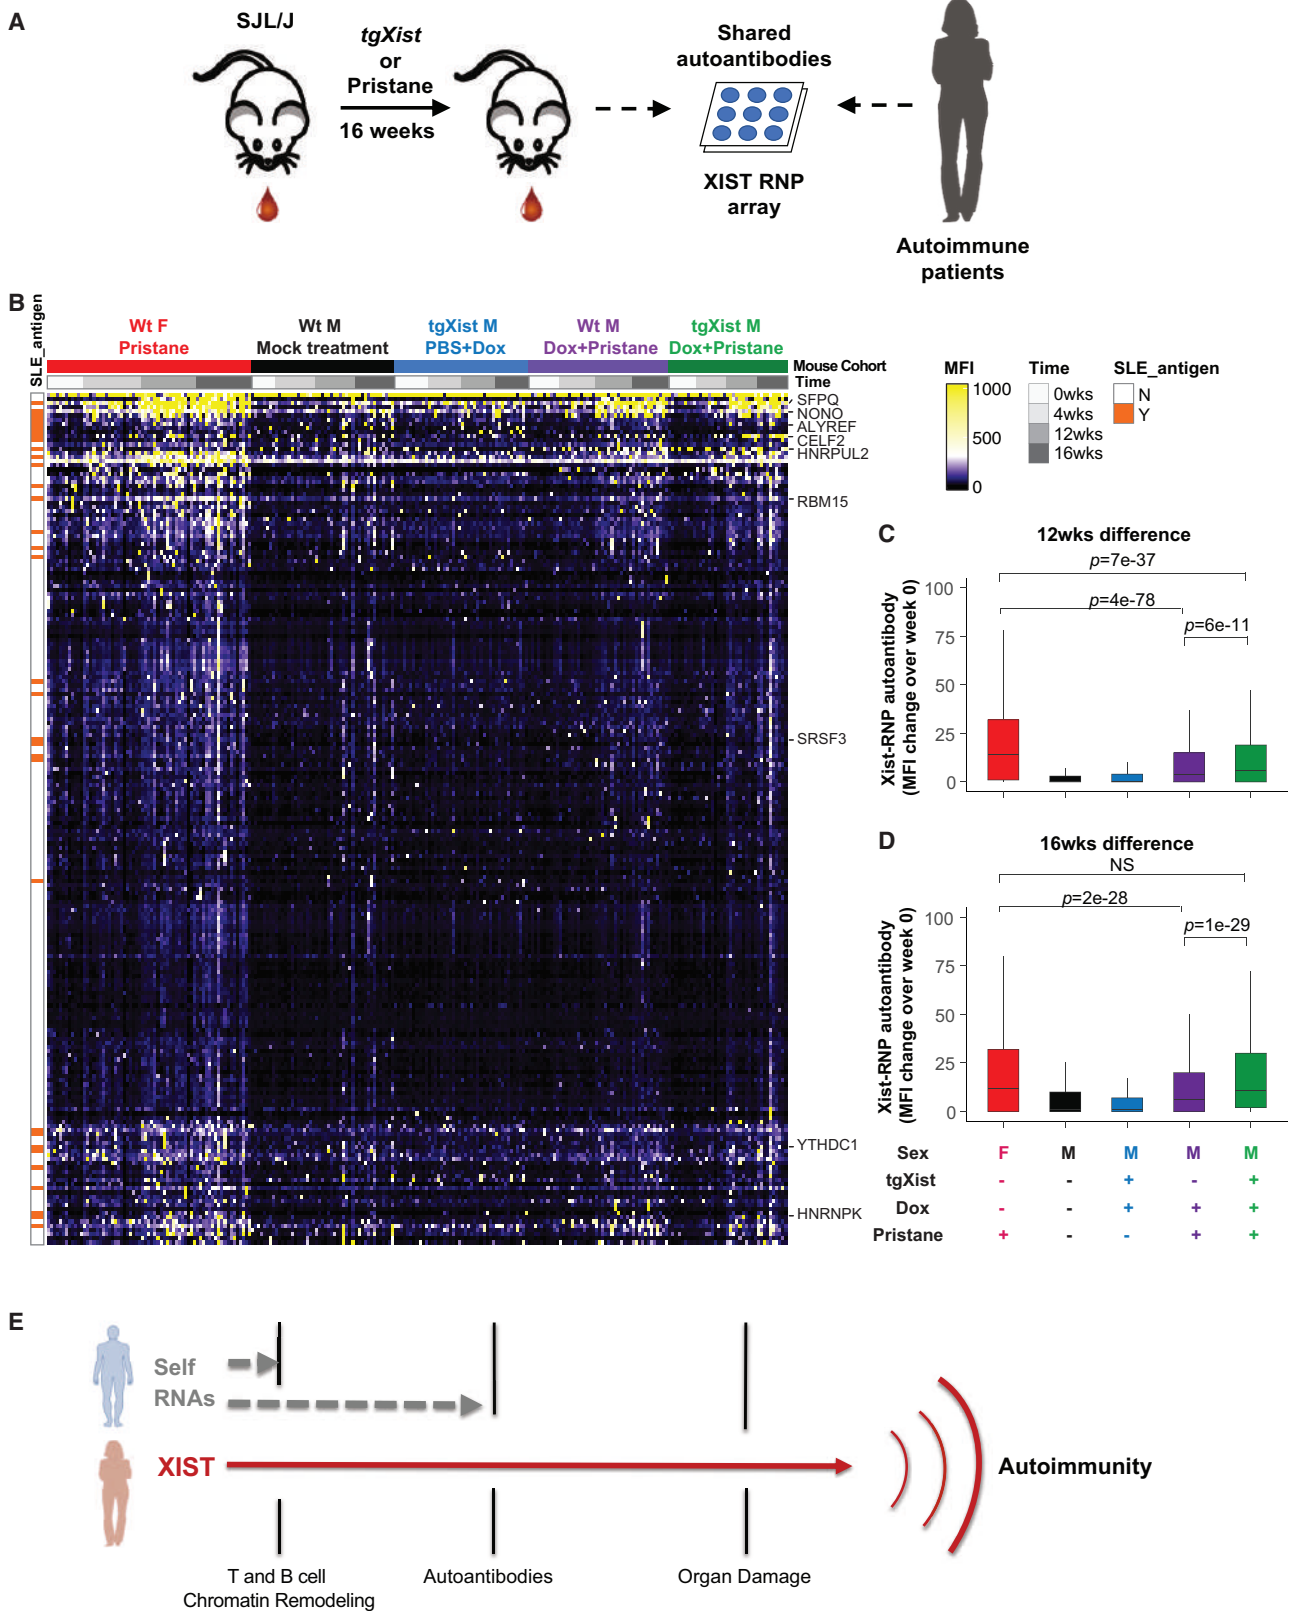 A
SJL/J
tgXist
or
Pristane
16 weeks
Shared
autoantibodies
XIST RNP
array
Autoimmune
patients
B
SLE_antigen
Wt F
Pristane
Wt M
Mock treatment
tgXist M
PBS+Dox
Wt M
Dox+Pristane
tgXist M
Dox+Pristane
Mouse Cohort
Time
SFPQ
NONO
ALYREF
CELF2
HNRPUL2
RBM15
SRSF3
YTHDC1
HNRNPK
MFI
1000
500
0
Time
0wks
4wks
12wks
16wks
SLE_antigen
N
Y
C
12wks difference
p=7e-37
p=4e-78
p=6e-11
Xist-RNP autoantibody
(MFI change over week 0)
100
75
50
25
0
D
16wks difference
NS
p=2e-28
p=1e-29
Xist-RNP autoantibody
(MFI change over week 0)
100
75
50
25
0
Sex F M M M M
tgXist - - + - +
Dox - - + + +
Pristane + - - + +
E
Self
RNAs
XIST
Autoimmunity
T and B cell
Chromatin Remodeling
Autoantibodies
Organ Damage